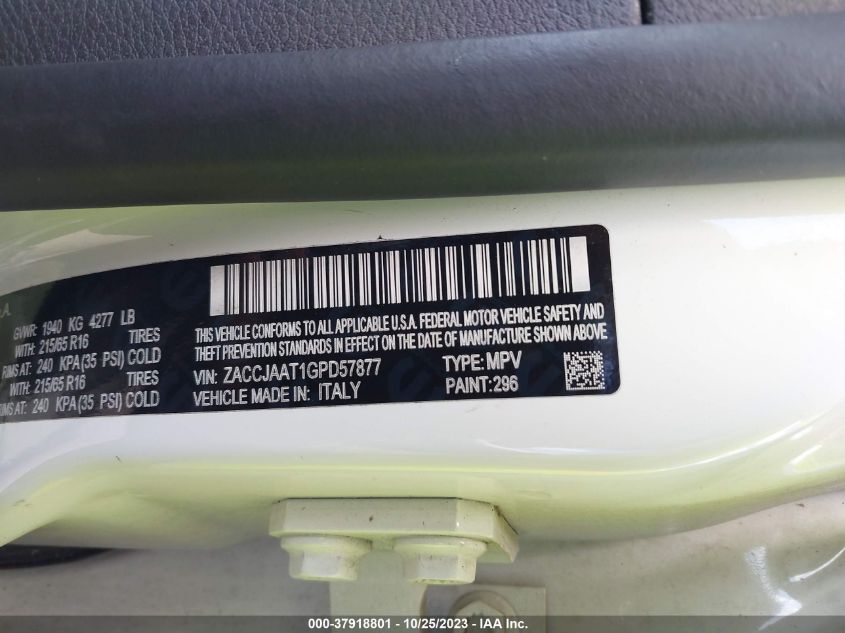 GVWR: 1940 KG 4277 LB
WITH: 215/65 R16 TIRES
RIMS AT: 240 KPA(35 PSI) COLD
WITH: 215/65 R16 TIRES
RIMS AT: 240 KPA(35 PSI) COLD
THIS VEHICLE CONFORMS TO ALL APPLICABLE U.S.A. FEDERAL MOTOR VEHICLE SAFETY AND
THEFT PREVENTION STANDARDS IN EFFECT ON THE DATE OF MANUFACTURE SHOWN ABOVE
VIN: ZACCJAAT1GPD57877 TYPE: MPV
VEHICLE MADE IN: ITALY PAINT: 296
000-37918801 - 10/25/2023 - IAA Inc.